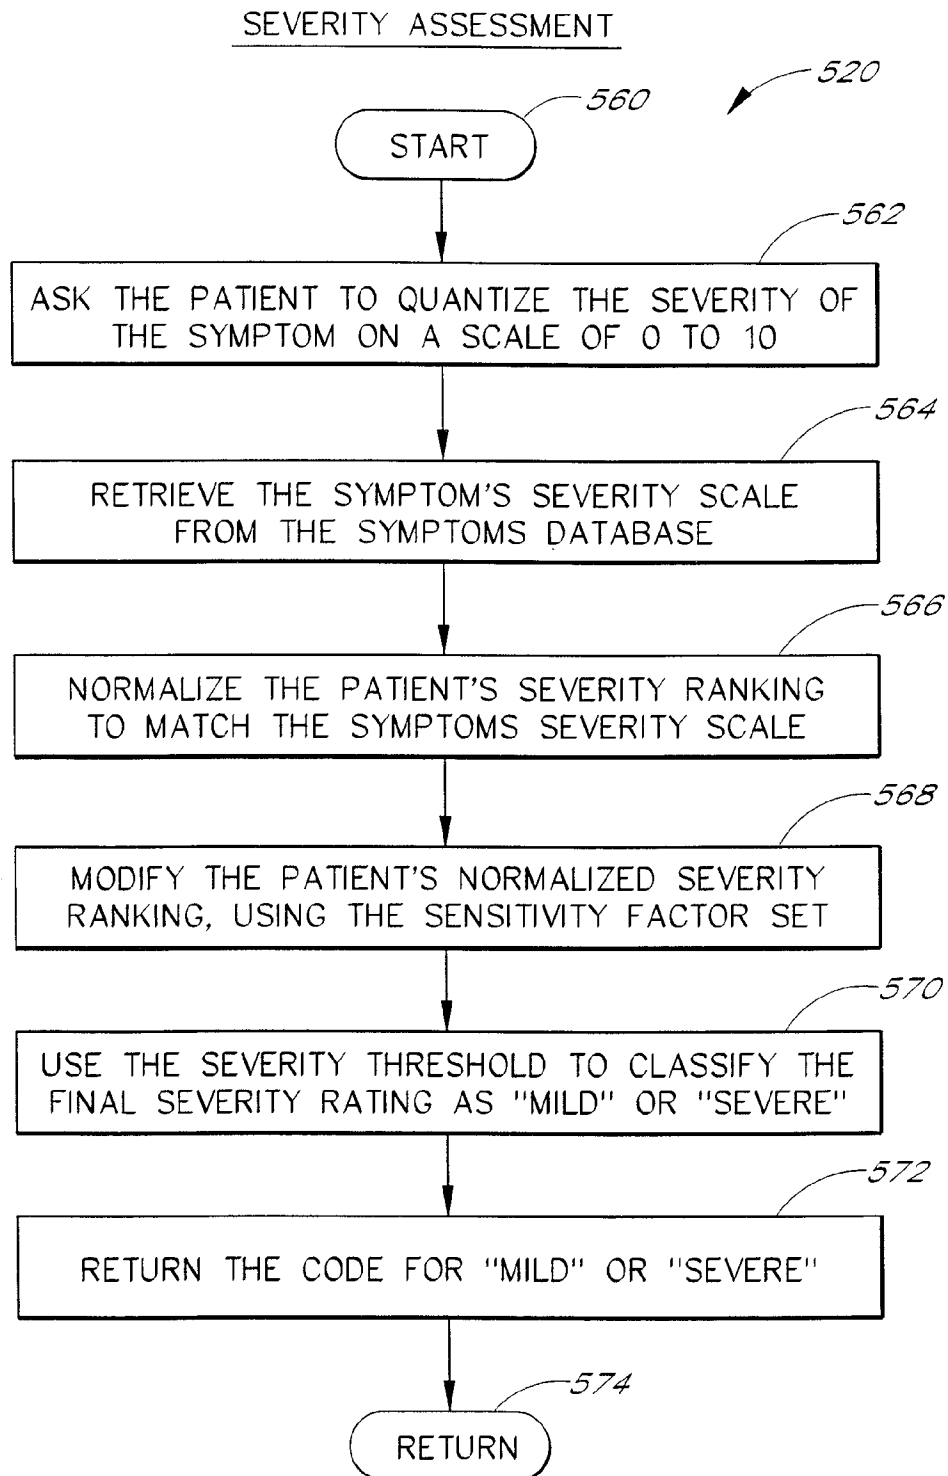 SEVERITY ASSESSMENT
520
560
START
562
ASK THE PATIENT TO QUANTIZE THE SEVERITY OF
THE SYMPTOM ON A SCALE OF 0 TO 10
564
RETRIEVE THE SYMPTOM'S SEVERITY SCALE
FROM THE SYMPTOMS DATABASE
566
NORMALIZE THE PATIENT'S SEVERITY RANKING
TO MATCH THE SYMPTOMS SEVERITY SCALE
568
MODIFY THE PATIENT'S NORMALIZED SEVERITY
RANKING, USING THE SENSITIVITY FACTOR SET
570
USE THE SEVERITY THRESHOLD TO CLASSIFY THE
FINAL SEVERITY RATING AS "MILD" OR "SEVERE"
572
RETURN THE CODE FOR "MILD" OR "SEVERE"
574
RETURN